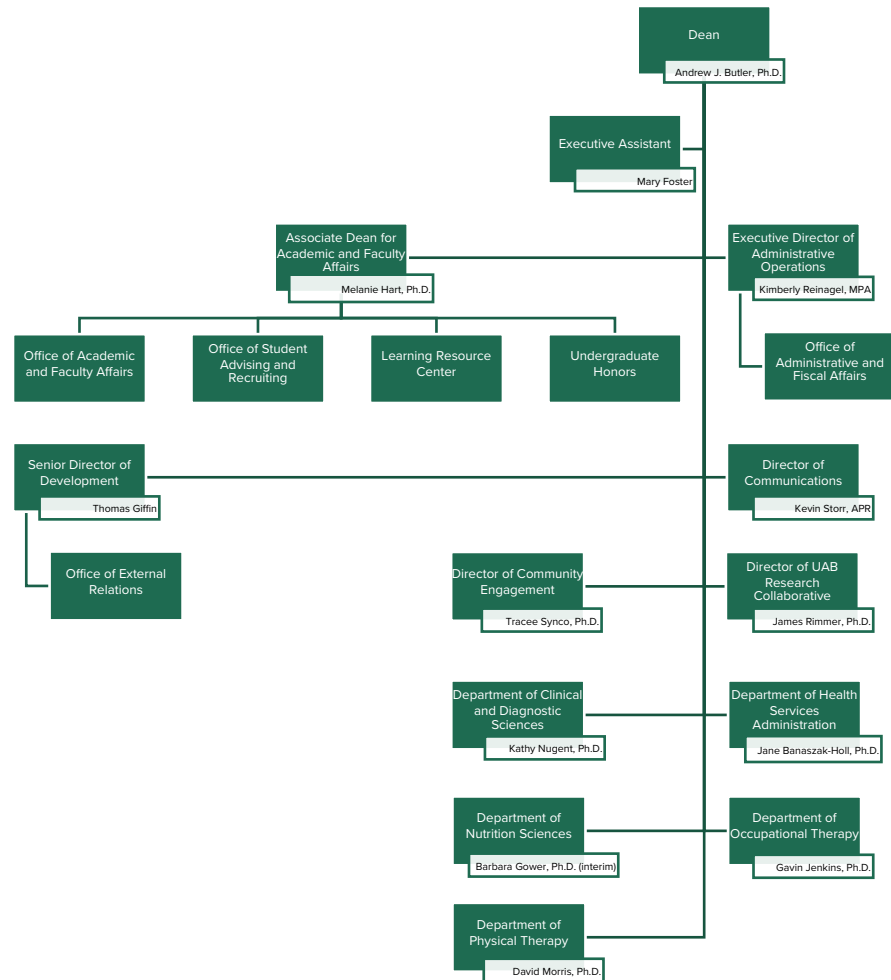 Dean
Andrew J. Butler, Ph.D.
Executive Assistant
Mary Foster
Associate Dean for
Academic and Faculty
Affairs
Melanie Hart, Ph.D.
Executive Director of
Administrative
Operations
Kimberly Reinagel, MPA
Office of Academic
and Faculty Affairs
Office of Student
Advising and
Recruiting
Learning Resource
Center
Undergraduate
Honors
Office of
Administrative and
Fiscal Affairs
Senior Director of
Development
Thomas Giffin
Director of
Communications
Kevin Storr, APR
Office of External
Relations
Director of Community
Engagement
Tracee Synco, Ph.D.
Director of UAB
Research
Collaborative
James Rimmer, Ph.D.
Department of Clinical
and Diagnostic
Sciences
Kathy Nugent, Ph.D.
Department of Health
Services
Administration
Jane Banaszak-Holl, Ph.D.
Department of
Nutrition Sciences
Barbara Gower, Ph.D. (interim)
Department of
Occupational Therapy
Gavin Jenkins, Ph.D.
Department of
Physical Therapy
David Morris, Ph.D.